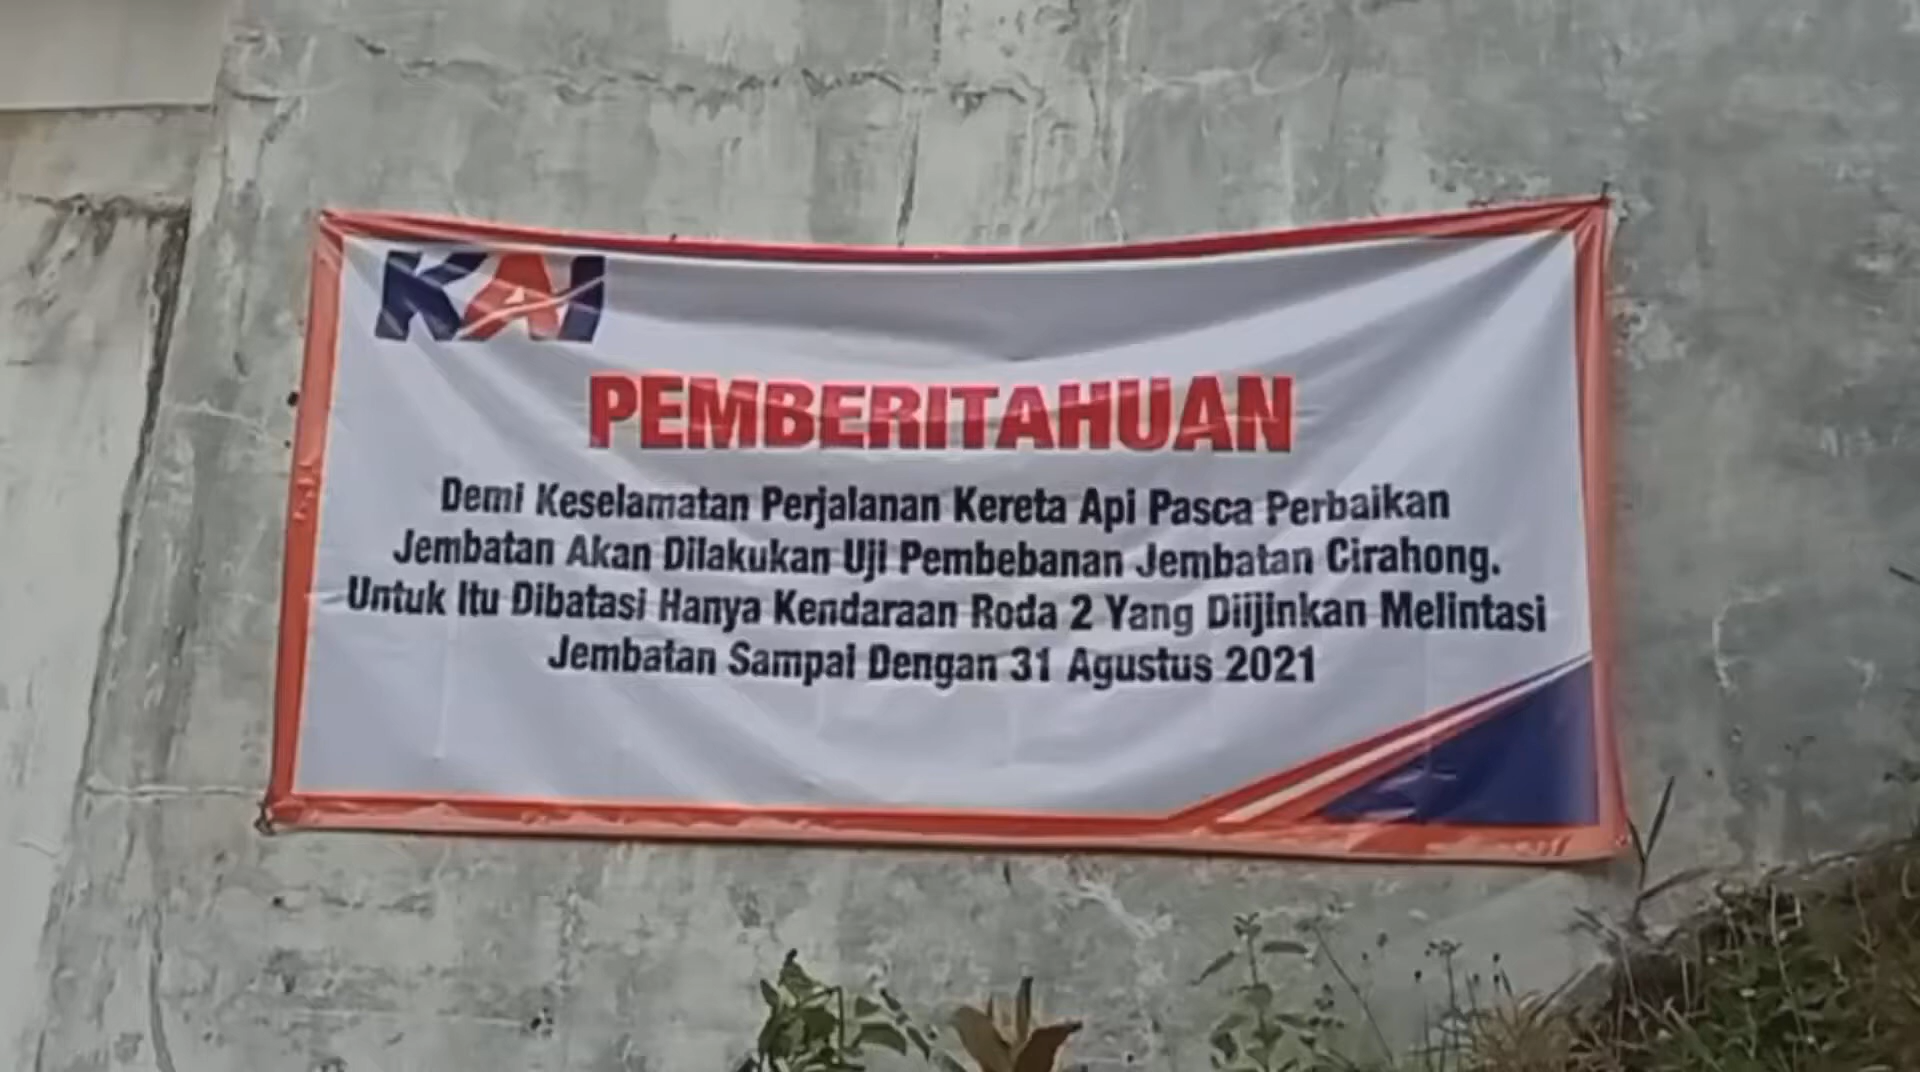 KAI
PEMBERITAHUAN
Demi Keselamatan Perjalanan Kereta Api Pasca Perbaikan
Jembatan Akan Dilakukan Uji Pembebanan Jembatan Cirahong.
Untuk Itu Dibatasi Hanya Kendaraan Roda 2 Yang Diijinkan Melintasi
Jembatan Sampai Dengan 31 Agustus 2021